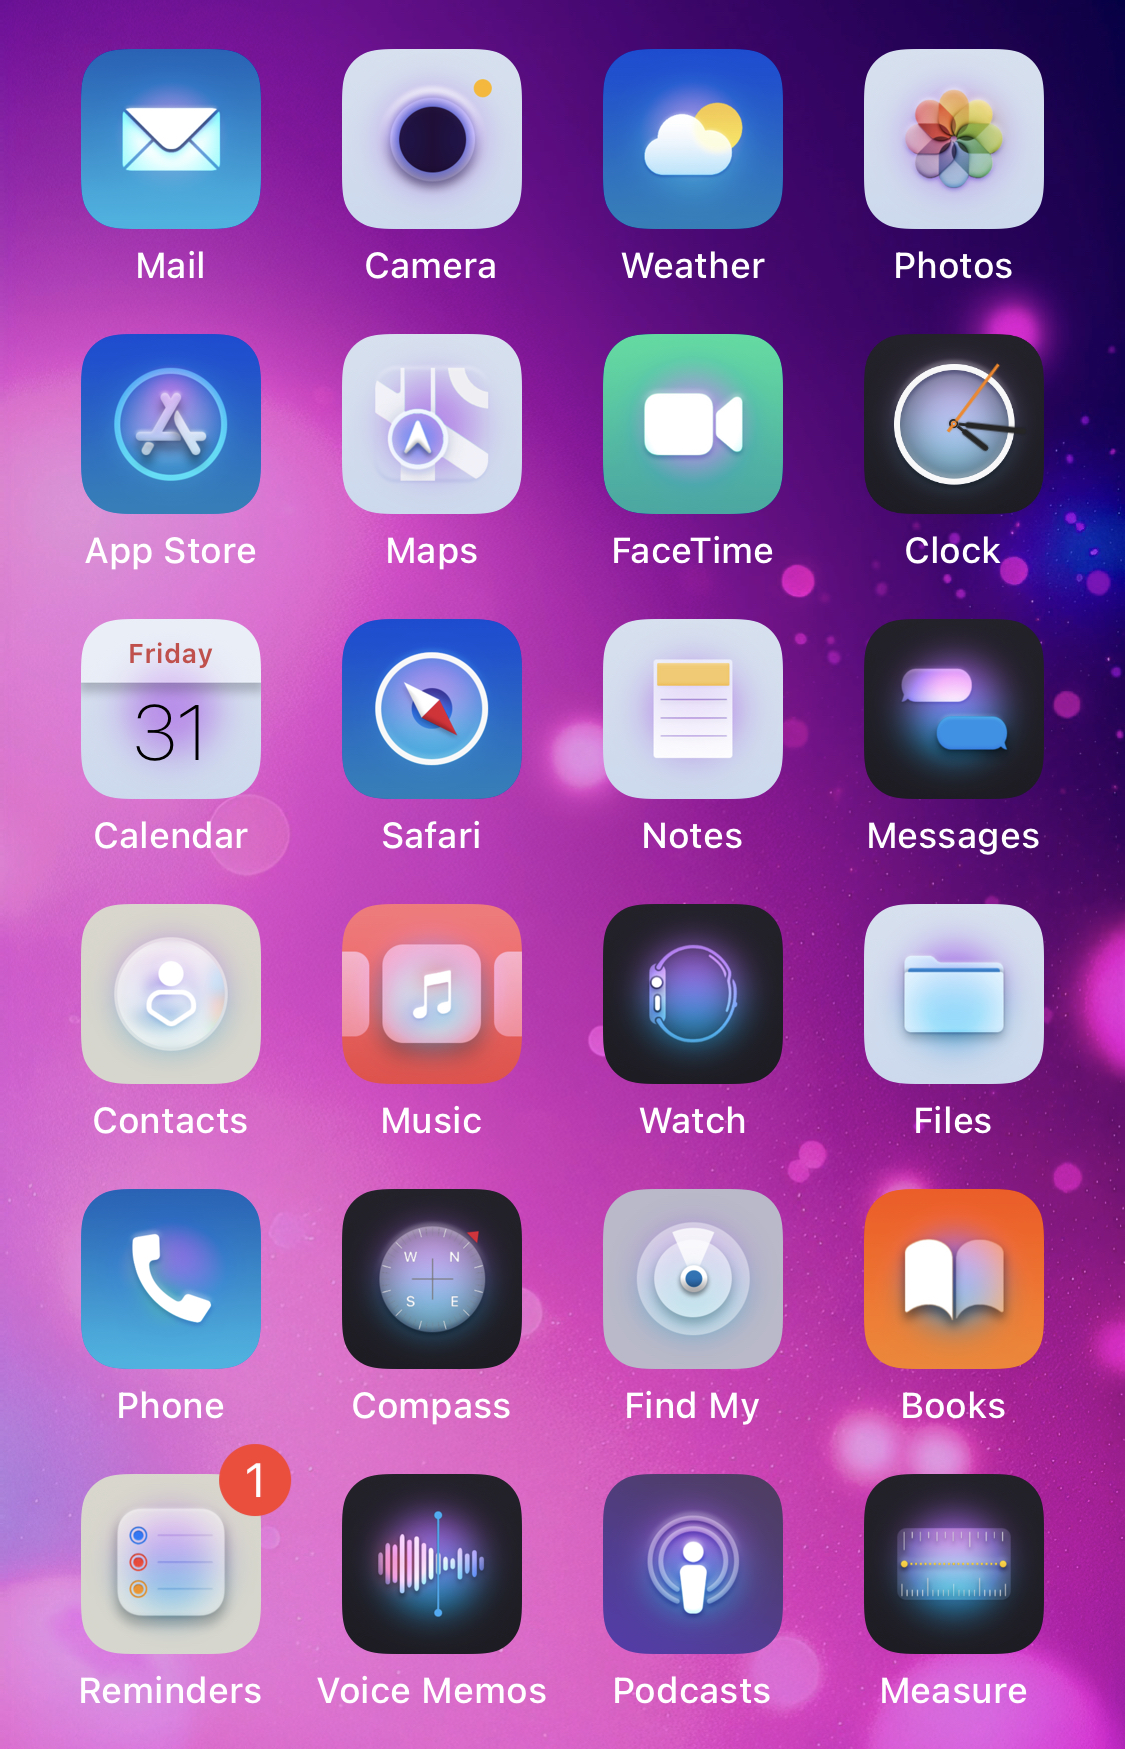 Mail Camera Weather Photos
App Store Maps FaceTime Clock
Friday
31
Calendar Safari Notes Messages
Contacts Music Watch Files
W N
S E
Phone Compass Find My Books
1
Reminders Voice Memos Podcasts Measure